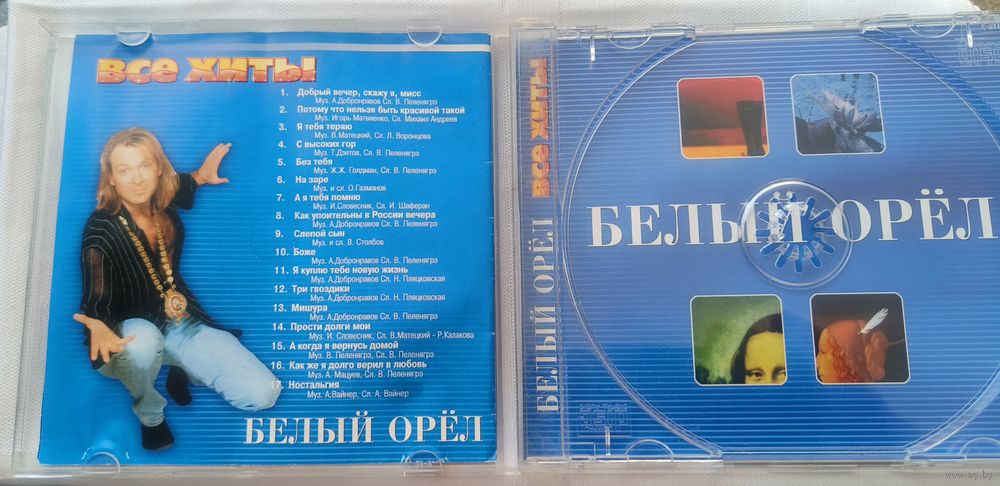 ВСЕ ХИТЫ
1. Добрый вечер, скажу я, мисс
Муз. А.Добронравов Сл. В. Пеленягрэ
2. Потому что нельзя быть красивой такой
Муз. Игорь Матвиенко, Сл. Михаил Андреев
3. Я тебя теряю
Муз. В.Матецкий, Сл. Л. Воронцова
4. С высоких гор
Муз. Т.Дзетов, Сл. В. Пеленягрэ
5. Без тебя
Муз. Ж.Ж. Голдман, Сл. В. Пеленягрэ
6. На заре
Муз. и сл. О.Газманов
7. А я тебя помню
Муз. И.Словесник, Сл. И. Шаферан
8. Как упоительны в России вечера
Муз. А.Добронравов Сл. В. Пеленягрэ
9. Слепой сын
Муз. и сл. В. Столбов
10. Боже
Муз. А.Добронравов Сл. В. Пеленягрэ
11. Я куплю тебе новую жизнь
Муз. А.Добронравов Сл. Н. Пляцковская
12. Три гвоздики
Муз. А.Добронравов Сл. Н. Пляцковская
13. Мишура
Муз. А.Добронравов Сл. В. Пеленягрэ
14. Прости долги мои
Муз. И. Словесник, Сл. В.Матецкий - Р.Казакова
15. А когда я вернусь домой
Муз. В. Пеленягрэ, Сл. В. Пеленягрэ
16. Как же я долго верил в любовь
Муз. А. Мацуев, Сл. В. Пеленягрэ
17. Ностальгия
Муз. А.Вайнер, Сл. А. Вайнер
БЕЛЫЙ ОРЁЛ
БЕЛЫЙ ОРЁЛ ВСЕ ХИТЫ
БЕЛЫЙ ОРЁЛ
www.ay.by